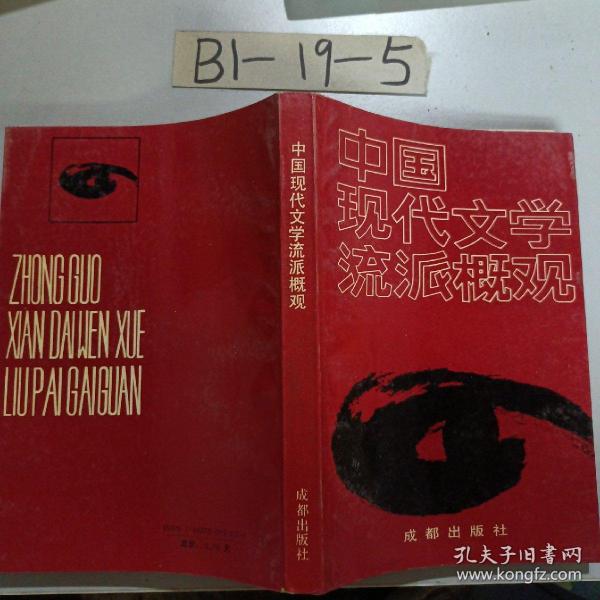 B1-19-5
中国
现代文学
流派概观
成都出版社
中国现代文学流派概观
成都出版社
ZHONG GUO
XIAN DAI WEN XUE
LIU PAI GAIGUAN
孔夫子旧书网
www.kongfz.com